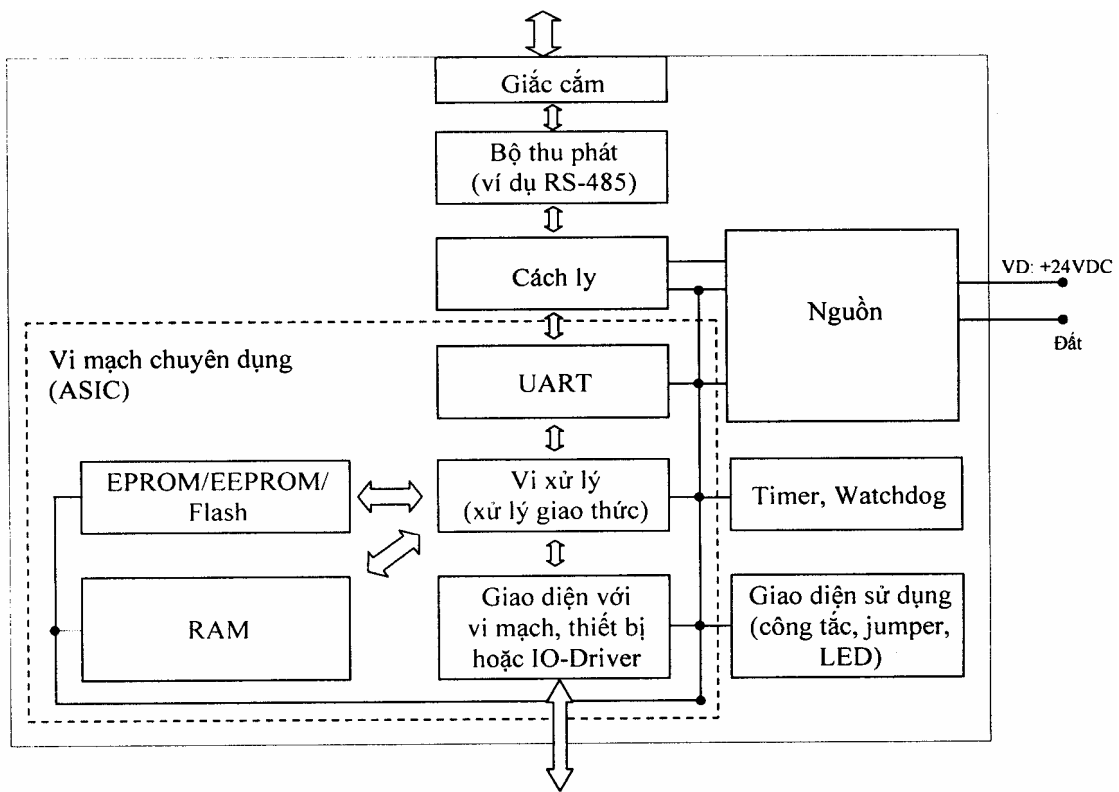 Giắc cắm
Bộ thu phát
(ví dụ RS-485)
Cách ly
Nguồn
VD: +24VDC
Đất
Vi mạch chuyên dụng
(ASIC)
UART
EPROM/EEPROM/
Flash
Vi xử lý
(xử lý giao thức)
Timer, Watchdog
RAM
Giao diện với
vi mạch, thiết bị
hoặc IO-Driver
Giao diện sử dụng
(công tắc, jumper,
LED)